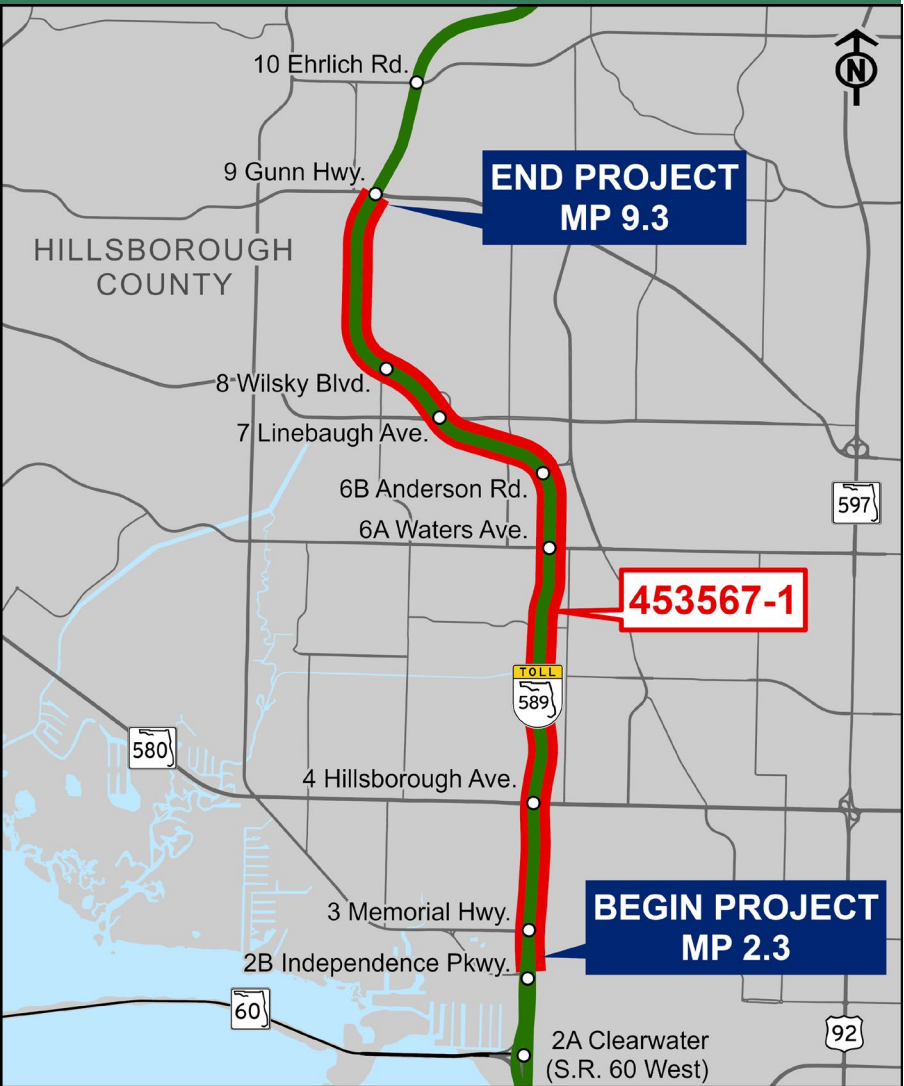 10 Ehrlich Rd.
N
9 Gunn Hwy.
END PROJECT
MP 9.3
HILLSBOROUGH
COUNTY
8 Wilsky Blvd.
7 Linebaugh Ave.
6B Anderson Rd.
597
6A Waters Ave.
453567-1
TOLL
589
580
4 Hillsborough Ave.
3 Memorial Hwy.
BEGIN PROJECT
MP 2.3
2B Independence Pkwy.
60
92
2A Clearwater
(S.R. 60 West)